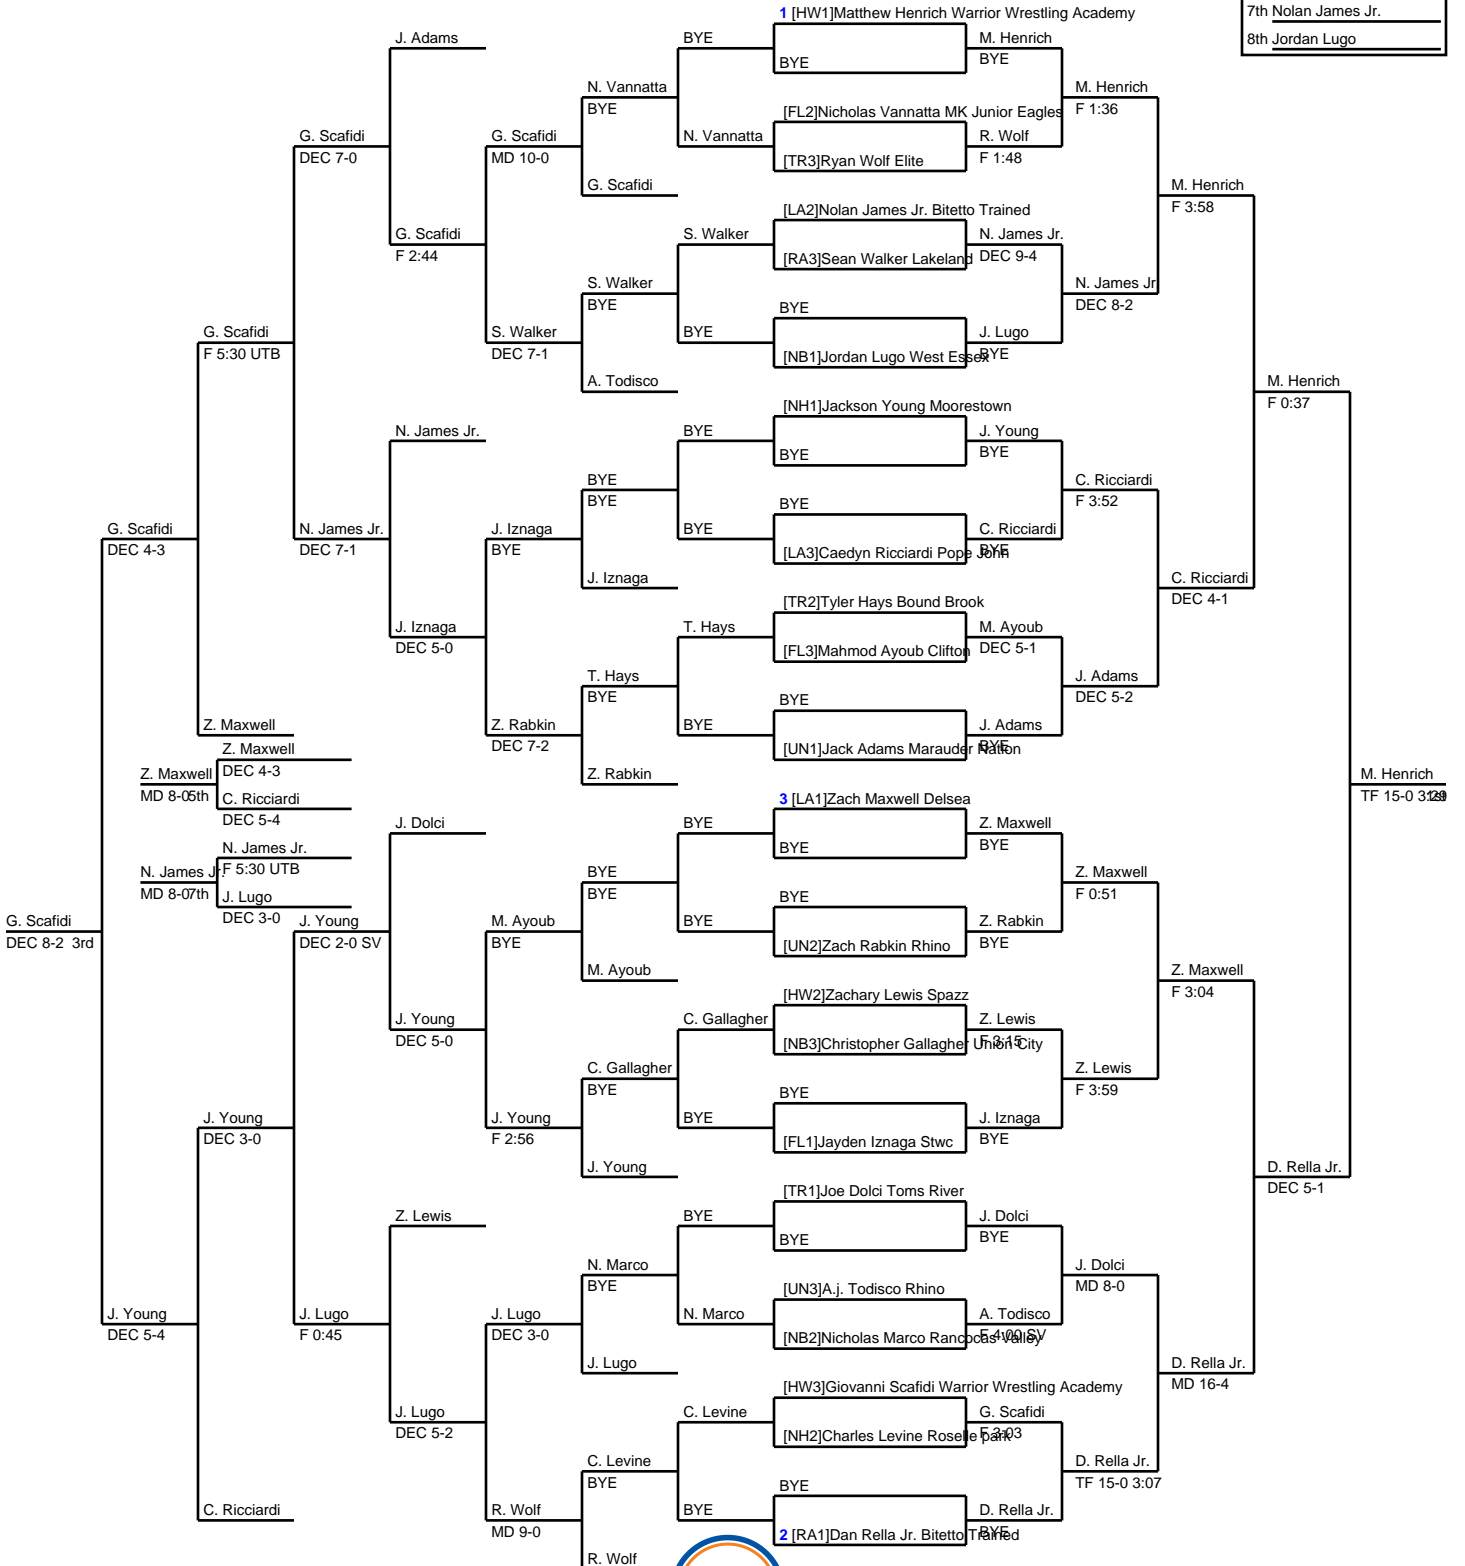 7th Nolan James Jr.
8th Jordan Lugo
1 [HW1]Matthew Henrich Warrior Wrestling Academy
BYE
[FL2]Nicholas Vannatta MK Junior Eagles
[TR3]Ryan Wolf Elite
[LA2]Nolan James Jr. Bitetto Trained
[RA3]Sean Walker Lakeland
BYE
[NB1]Jordan Lugo West Essex
[NH1]Jackson Young Moorestown
BYE
BYE
[LA3]Caedyn Ricciardi Pope John
[TR2]Tyler Hays Bound Brook
[FL3]Mahmod Ayoub Clifton
BYE
[UN1]Jack Adams Marauder Nation
3 [LA1]Zach Maxwell Delsea
BYE
BYE
[UN2]Zach Rabkin Rhino
[HW2]Zachary Lewis Spazz
[NB3]Christopher Gallagher Union City
BYE
[FL1]Jayden Iznaga Stwc
[TR1]Joe Dolci Toms River
BYE
[UN3]A.j. Todisco Rhino
[NB2]Nicholas Marco Rancocas Valley
[HW3]Giovanni Scafidi Warrior Wrestling Academy
[NH2]Charles Levine Roselle park
BYE
2 [RA1]Dan Rella Jr. Bitetto Trained
M. Henrich
BYE
R. Wolf
F 1:48
N. James Jr.
DEC 9-4
J. Lugo
BYE
J. Young
BYE
C. Ricciardi
BYE
M. Ayoub
DEC 5-1
J. Adams
BYE
Z. Maxwell
BYE
Z. Rabkin
BYE
Z. Lewis
F 3:15
J. Iznaga
BYE
J. Dolci
BYE
A. Todisco
F 4:00 SV
G. Scafidi
F 3:03
D. Rella Jr.
BYE
M. Henrich
F 1:36
N. James Jr.
DEC 8-2
C. Ricciardi
F 3:52
J. Adams
DEC 5-2
Z. Maxwell
F 0:51
Z. Lewis
F 3:59
J. Dolci
MD 8-0
D. Rella Jr.
TF 15-0 3:07
M. Henrich
F 3:58
C. Ricciardi
DEC 4-1
Z. Maxwell
F 3:04
D. Rella Jr.
MD 16-4
M. Henrich
F 0:37
D. Rella Jr.
DEC 5-1
M. Henrich
TF 15-0
BYE
N. Vannatta
S. Walker
BYE
BYE
BYE
T. Hays
BYE
BYE
BYE
C. Gallagher
BYE
BYE
N. Marco
C. Levine
BYE
N. Vannatta
BYE
G. Scafidi
S. Walker
BYE
A. Todisco
BYE
BYE
J. Iznaga
T. Hays
BYE
Z. Rabkin
BYE
BYE
M. Ayoub
C. Gallagher
BYE
J. Young
N. Marco
BYE
J. Lugo
C. Levine
BYE
R. Wolf
G. Scafidi
MD 10-0
S. Walker
DEC 7-1
J. Iznaga
BYE
Z. Rabkin
DEC 7-2
M. Ayoub
BYE
J. Young
F 2:56
J. Lugo
DEC 3-0
R. Wolf
MD 9-0
J. Adams
G. Scafidi
F 2:44
N. James Jr.
J. Iznaga
DEC 5-0
J. Dolci
J. Young
DEC 5-0
Z. Lewis
J. Lugo
DEC 5-2
G. Scafidi
DEC 7-0
N. James Jr.
DEC 7-1
J. Young
DEC 2-0 SV
J. Lugo
F 0:45
G. Scafidi
F 5:30 UTB
Z. Maxwell
J. Young
DEC 3-0
C. Ricciardi
G. Scafidi
DEC 4-3
J. Young
DEC 5-4
G. Scafidi
DEC 8-2 3rd
Z. Maxwell
DEC 4-3
Z. Maxwell
MD 8-0 5th
C. Ricciardi
DEC 5-4
N. James Jr.
F 5:30 UTB
N. James Jr.
MD 8-0 7th
J. Lugo
DEC 3-0